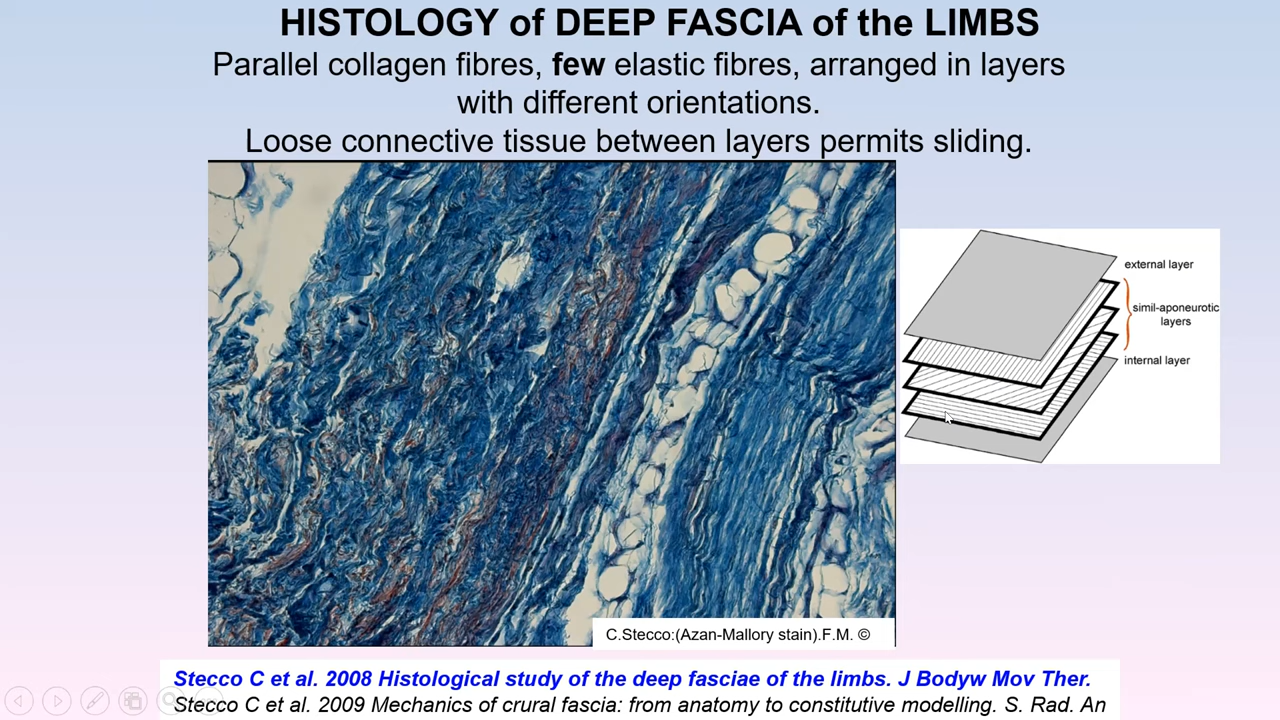 HISTOLOGY of DEEP FASCIA of the LIMBS
Parallel collagen fibres, few elastic fibres, arranged in layers
with different orientations.
Loose connective tissue between layers permits sliding.
external layer
simil-aponeurotic
layers
internal layer
C.Stecco:(Azan-Mallory stain).F.M. ©
Stecco C et al. 2008 Histological study of the deep fasciae of the limbs. J Bodyw Mov Ther.
Stecco C et al. 2009 Mechanics of crural fascia: from anatomy to constitutive modelling. S. Rad. An